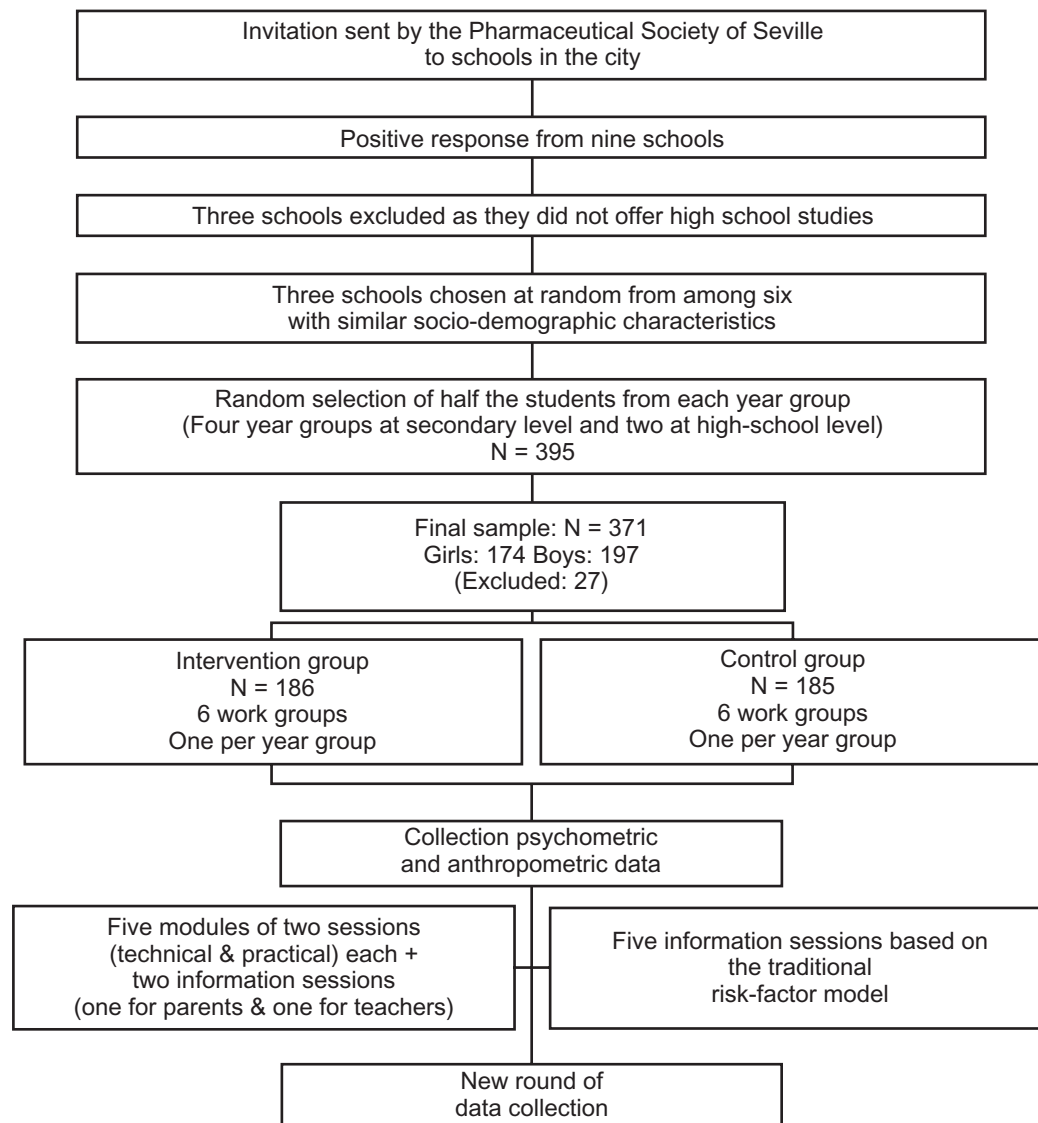 Invitation sent by the Pharmaceutical Society of Seville
to schools in the city
Positive response from nine schools
Three schools excluded as they did not offer high school studies
Three schools chosen at random from among six
with similar socio-demographic characteristics
Random selection of half the students from each year group
(Four year groups at secondary level and two at high-school level)
N = 395
Final sample: N = 371
Girls: 174 Boys: 197
(Excluded: 27)
Intervention group
N = 186
6 work groups
One per year group
Control group
N = 185
6 work groups
One per year group
Collection psychometric
and anthropometric data
Five modules of two sessions
(technical & practical) each +
two information sessions
(one for parents & one for teachers)
Five information sessions based on
the traditional
risk-factor model
New round of
data collection